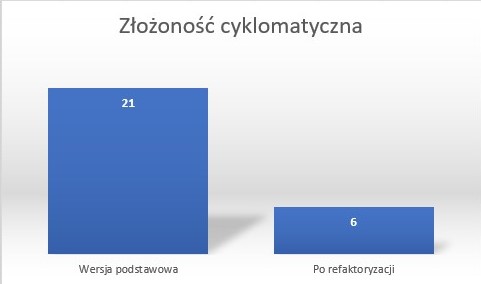 Złożoność cyklomatyczna
21
6
Wersja podstawowa
Po refaktoryzacji